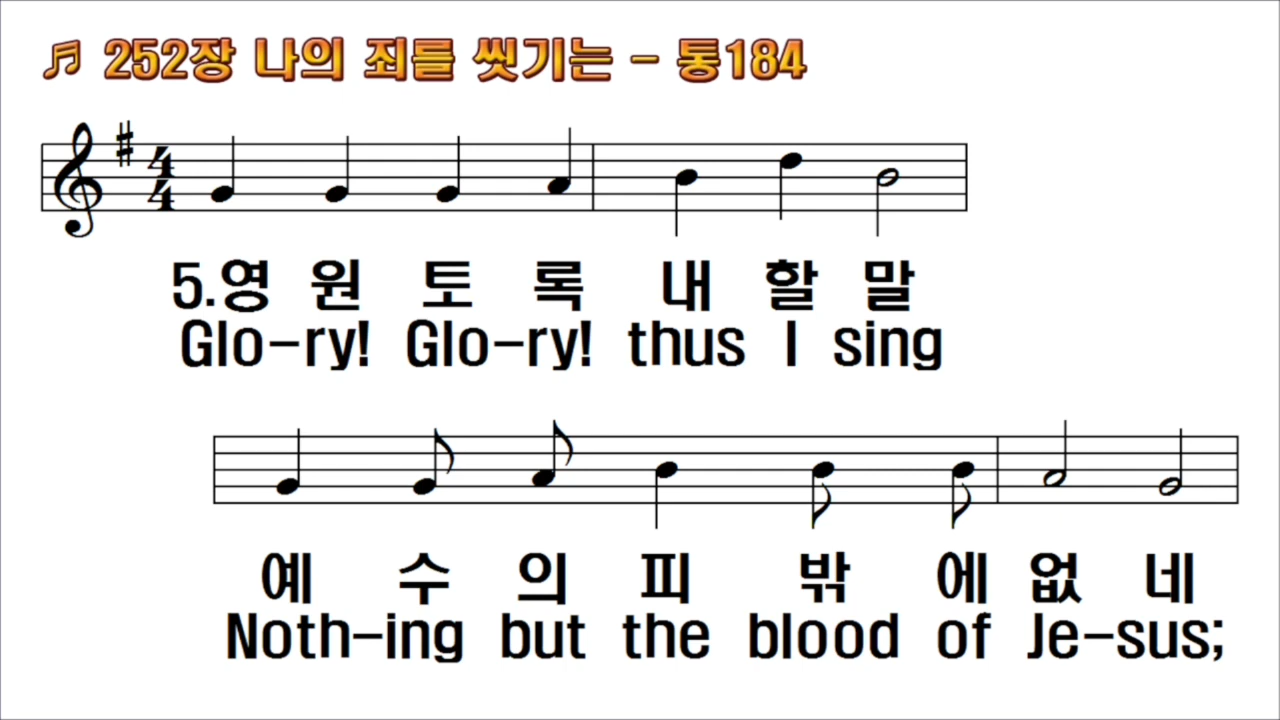 ♬ 252장 나의 죄를 씻기는 - 통184
4/4
5.영 원 토 록 내 할 말
Glo-ry! Glo-ry! thus I sing
예 수 의 피 밖 에 없 네
Noth-ing but the blood of Je-sus;